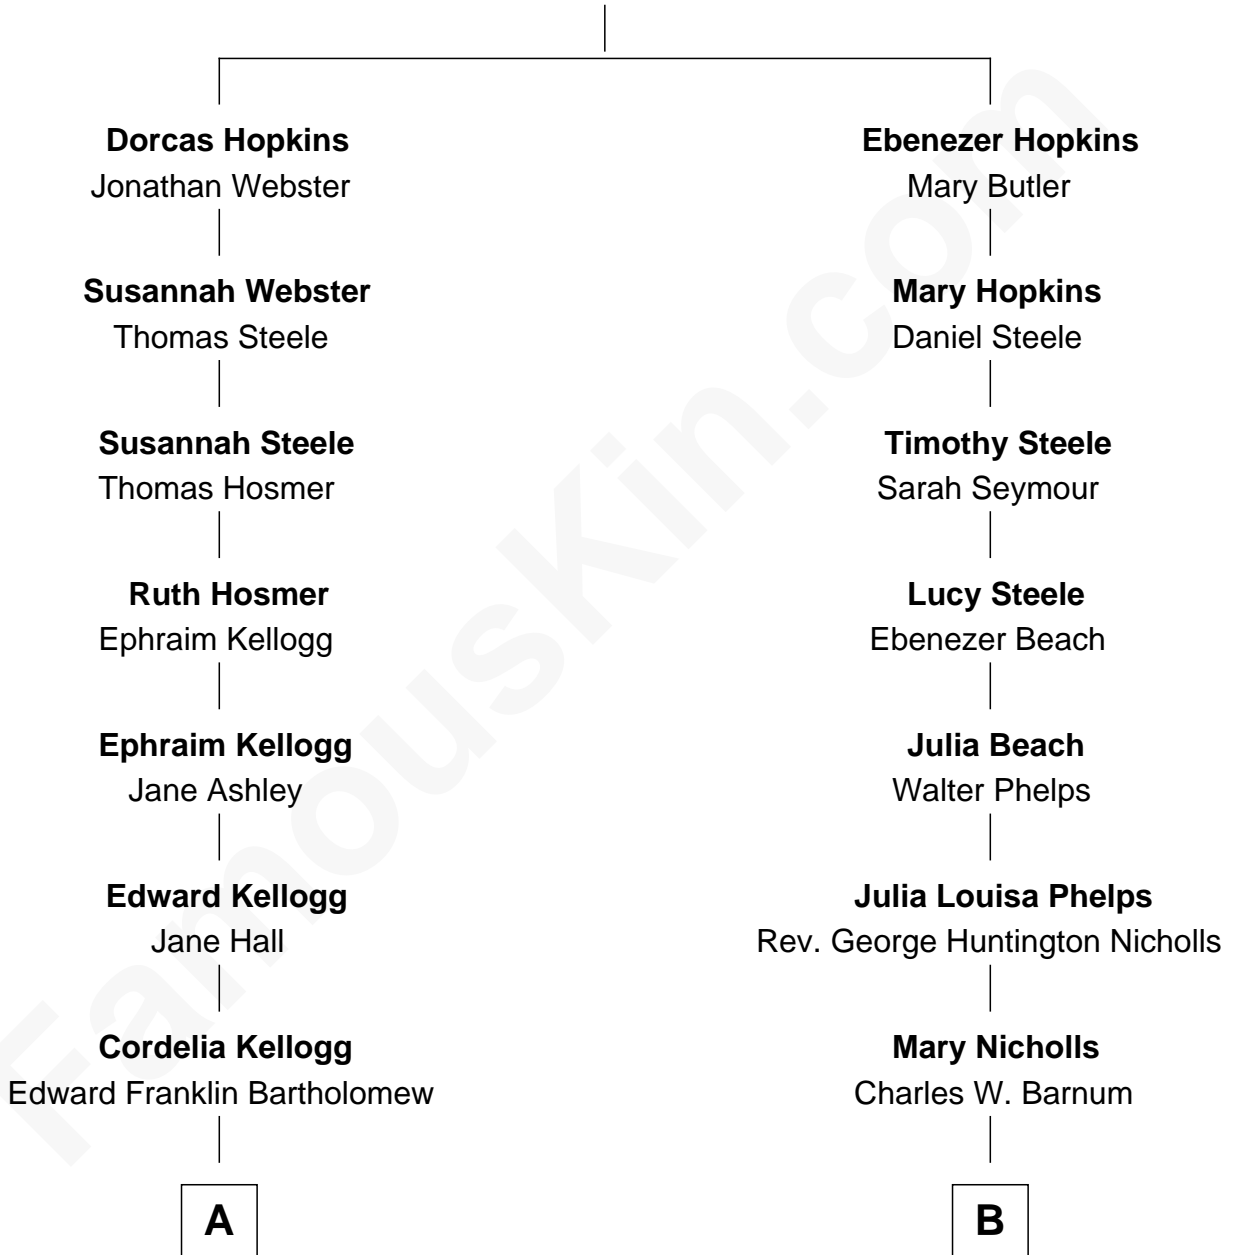 Dorcas Hopkins
Jonathan Webster
Ebenezer Hopkins
Mary Butler
Susannah Webster
Thomas Steele
Mary Hopkins
Daniel Steele
Susannah Steele
Thomas Hosmer
Timothy Steele
Sarah Seymour
Ruth Hosmer
Ephraim Kellogg
Lucy Steele
Ebenezer Beach
Ephraim Kellogg
Jane Ashley
Julia Beach
Walter Phelps
Edward Kellogg
Jane Hall
Julia Louisa Phelps
Rev. George Huntington Nicholls
Cordelia Kellogg
Edward Franklin Bartholomew
Mary Nicholls
Charles W. Barnum
A
B
FamousKin.com